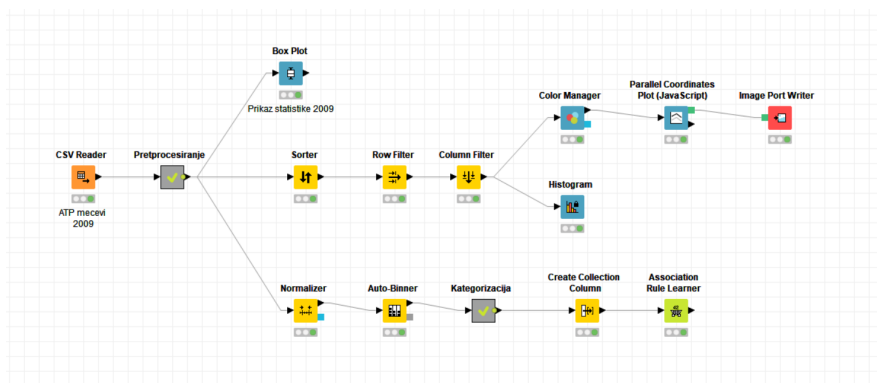 Box Plot
Prikaz statistike 2009
Color Manager
Parallel Coordinates
Plot (JavaScript)
Image Port Writer
CSV Reader
ATP mecevi
2009
Pretprocesiranje
Sorter
Row Filter
Column Filter
Histogram
Normalizer
Auto-Binner
Kategorizacija
Create Collection
Column
Association
Rule Learner